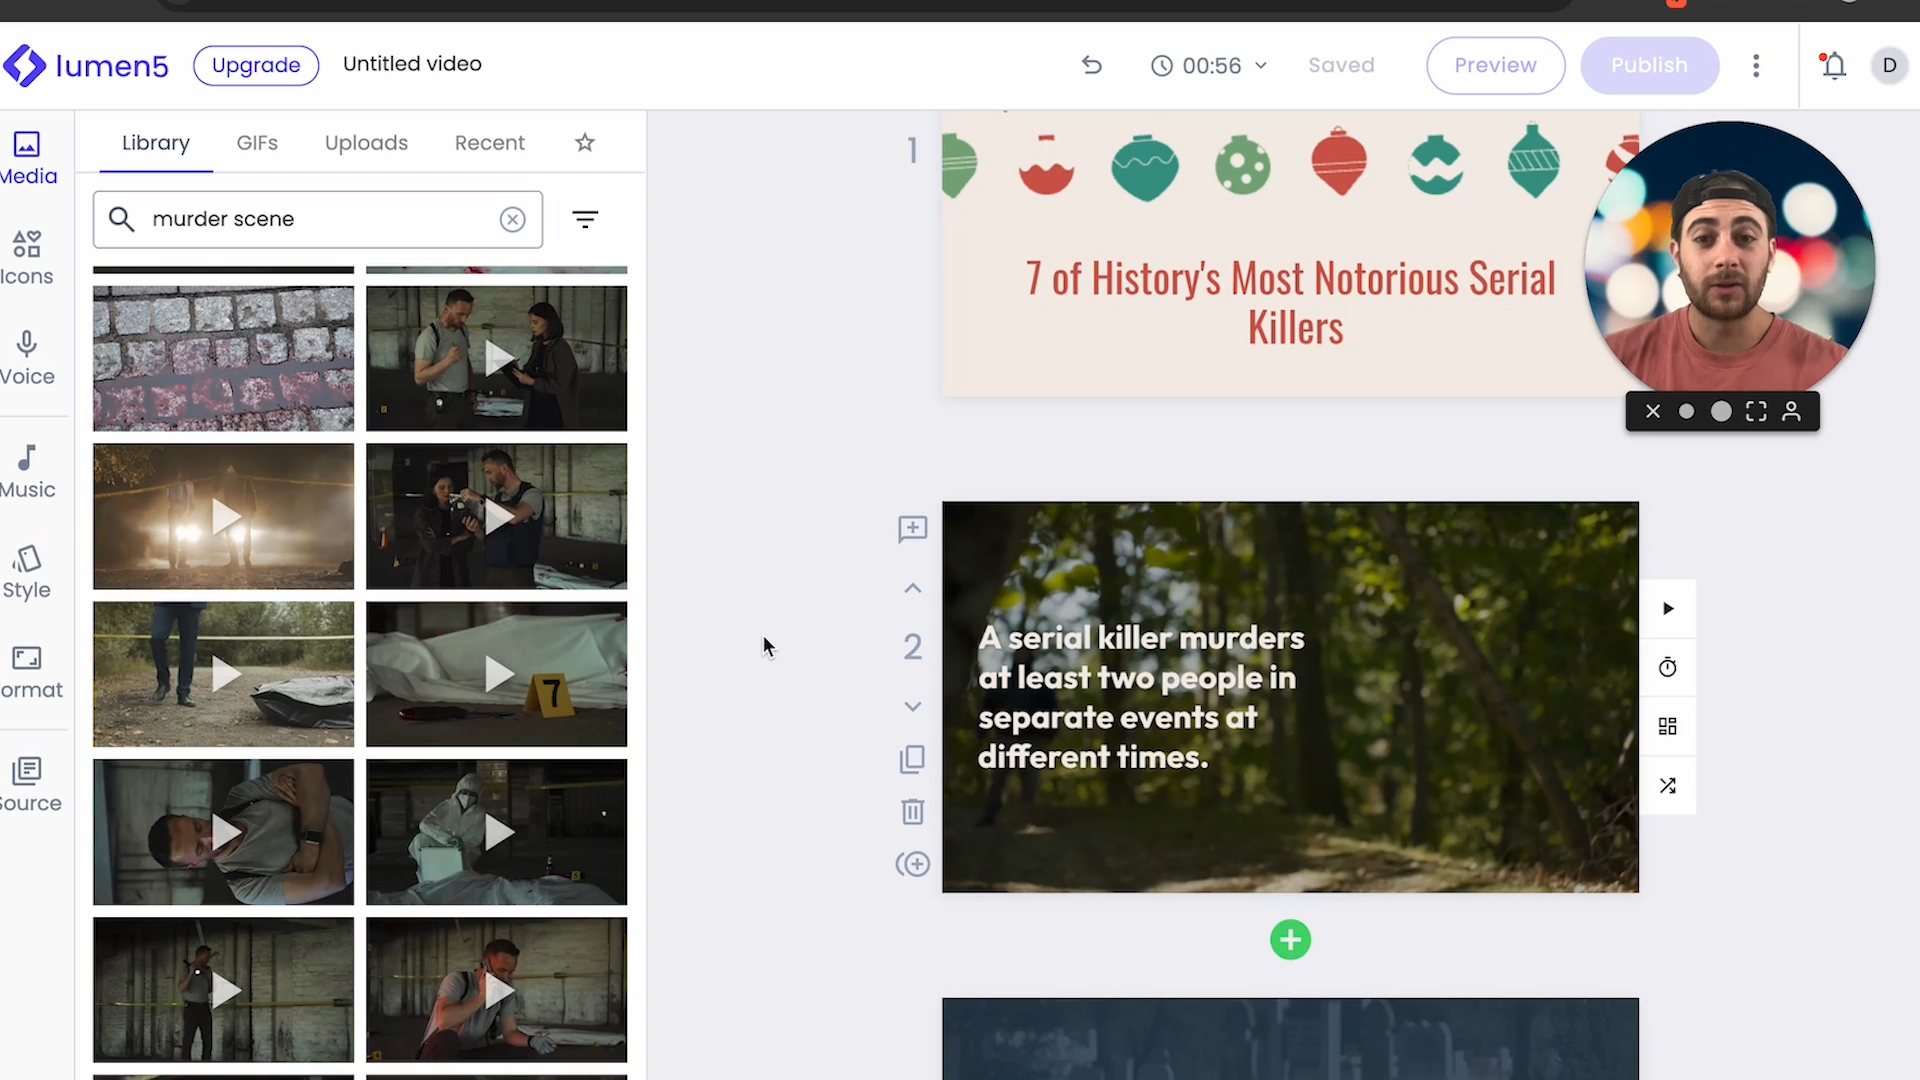 lumen5
Upgrade
Untitled video
00:56
Saved
Preview
Publish
D
Media
Icons
Voice
Music
Style
ormat
Source
Library
GIFs
Uploads
Recent
murder scene
7
1
7 of History's Most Notorious Serial
Killers
2
A serial killer murders
at least two people in
separate events at
different times.